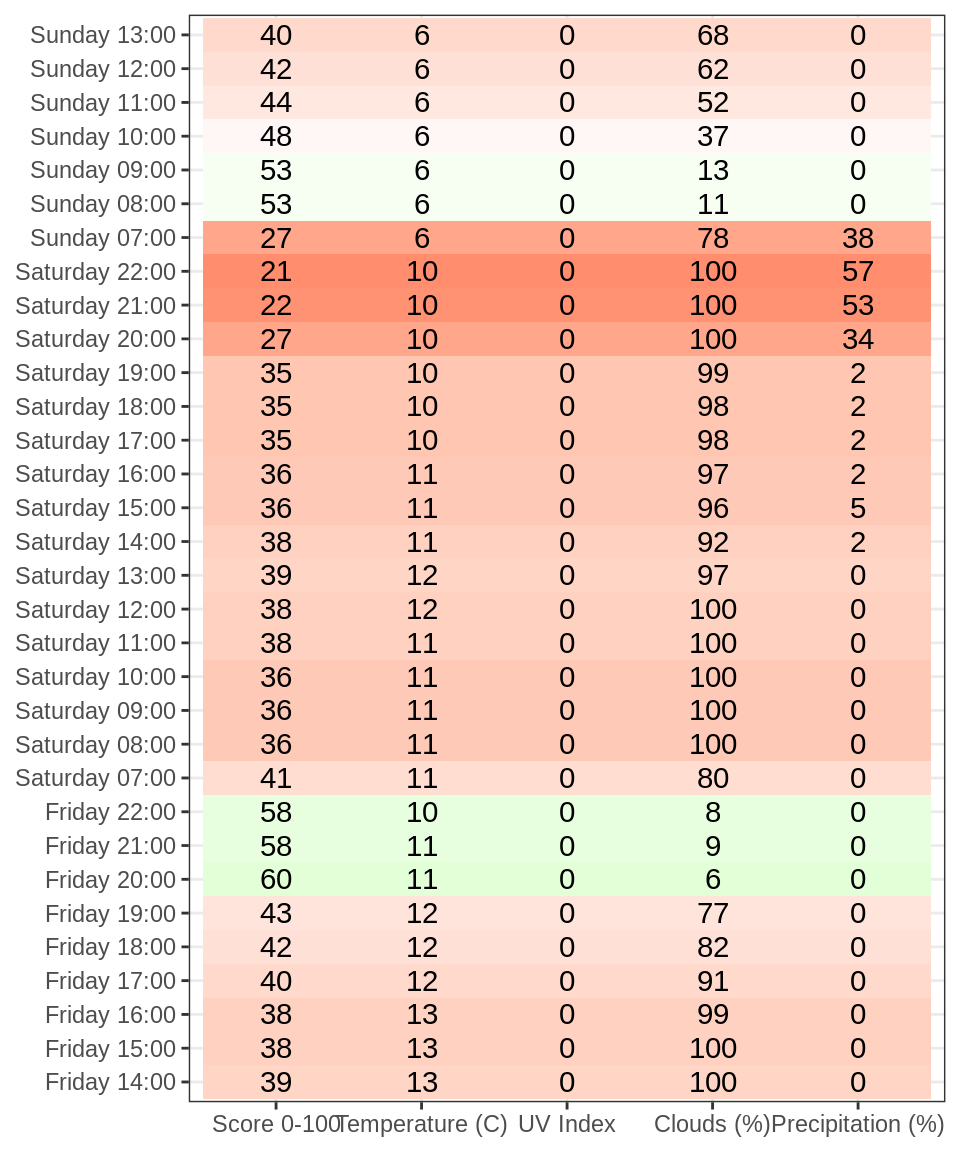 Sunday 13:00 40 6 0 68 0
Sunday 12:00 42 6 0 62 0
Sunday 11:00 44 6 0 52 0
Sunday 10:00 48 6 0 37 0
Sunday 09:00 53 6 0 13 0
Sunday 08:00 53 6 0 11 0
Sunday 07:00 27 6 0 78 38
Saturday 22:00 21 10 0 100 57
Saturday 21:00 22 10 0 100 53
Saturday 20:00 27 10 0 100 34
Saturday 19:00 35 10 0 99 2
Saturday 18:00 35 10 0 98 2
Saturday 17:00 35 10 0 98 2
Saturday 16:00 36 11 0 97 2
Saturday 15:00 36 11 0 96 5
Saturday 14:00 38 11 0 92 2
Saturday 13:00 39 12 0 97 0
Saturday 12:00 38 12 0 100 0
Saturday 11:00 38 11 0 100 0
Saturday 10:00 36 11 0 100 0
Saturday 09:00 36 11 0 100 0
Saturday 08:00 36 11 0 100 0
Saturday 07:00 41 11 0 80 0
Friday 22:00 58 10 0 8 0
Friday 21:00 58 11 0 9 0
Friday 20:00 60 11 0 6 0
Friday 19:00 43 12 0 77 0
Friday 18:00 42 12 0 82 0
Friday 17:00 40 12 0 91 0
Friday 16:00 38 13 0 99 0
Friday 15:00 38 13 0 100 0
Friday 14:00 39 13 0 100 0
Score 0-100 Temperature (C) UV Index Clouds (%) Precipitation (%)